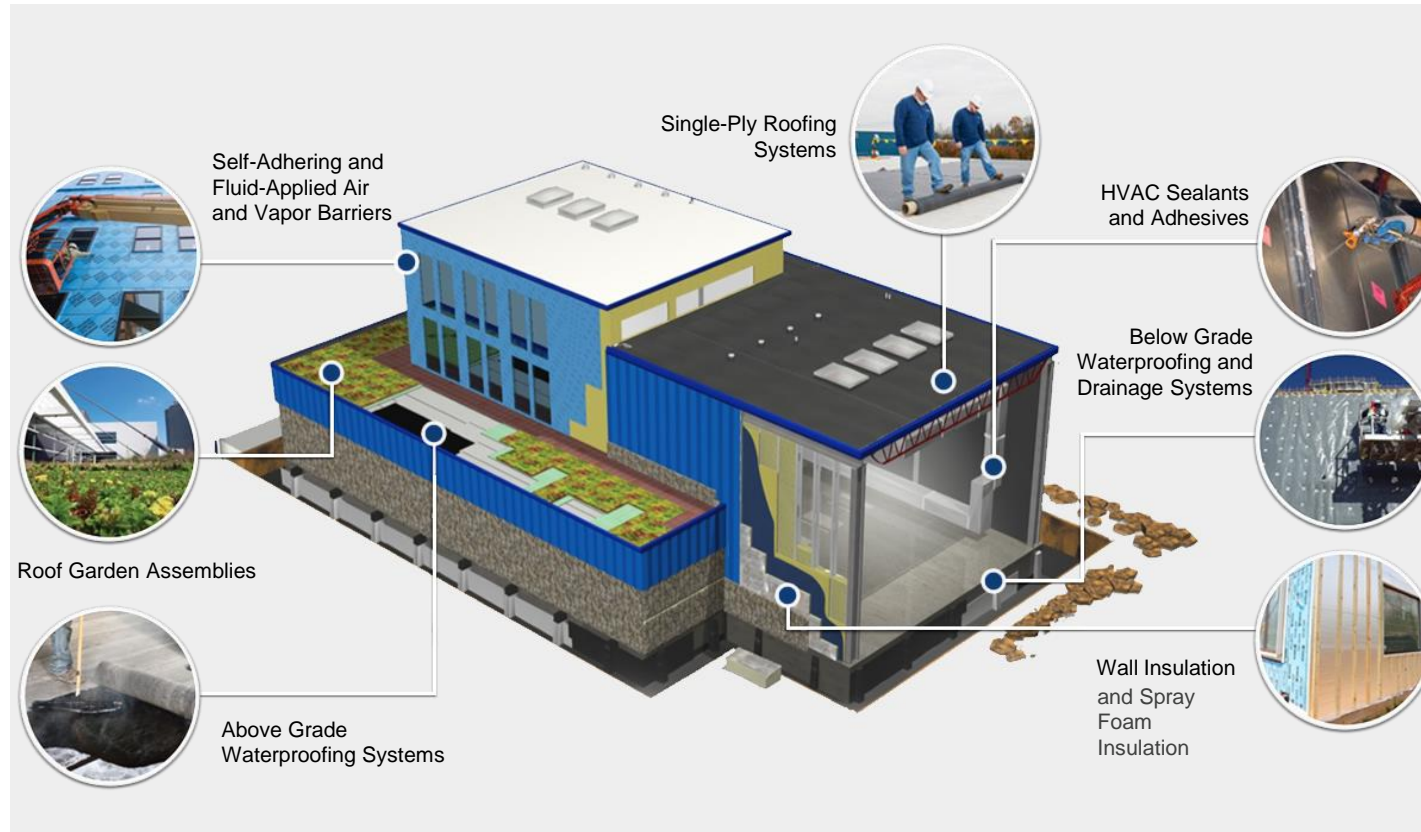 Single-Ply Roofing
Systems
Self-Adhering and
Fluid-Applied Air
and Vapor Barriers
HVAC Sealants
and Adhesives
Below Grade
Waterproofing and
Drainage Systems
Roof Garden Assemblies
Wall Insulation
and Spray
Foam
Insulation
Above Grade
Waterproofing Systems